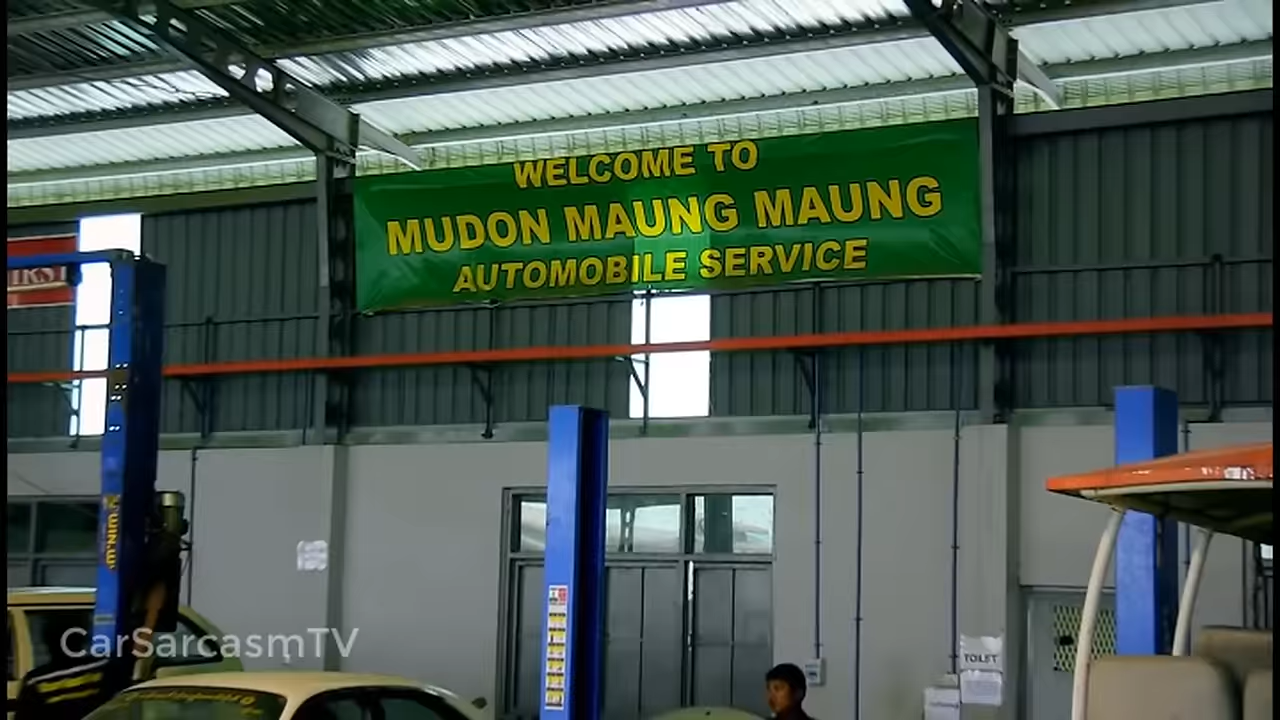 WELCOME TO
MUDON MAUNG MAUNG
AUTOMOBILE SERVICE
TOILET
CarSarcasmTV